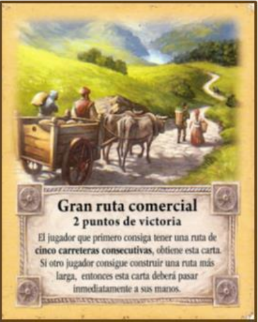 Gran ruta comercial
2 puntos de victoria
El jugador que primero consiga tener una ruta de
cinco carreteras consecutivas, obtiene esta carta.
Si otro jugador consigue construir una ruta más
larga, entonces esta carta deberá pasar
inmediatamente a sus manos.